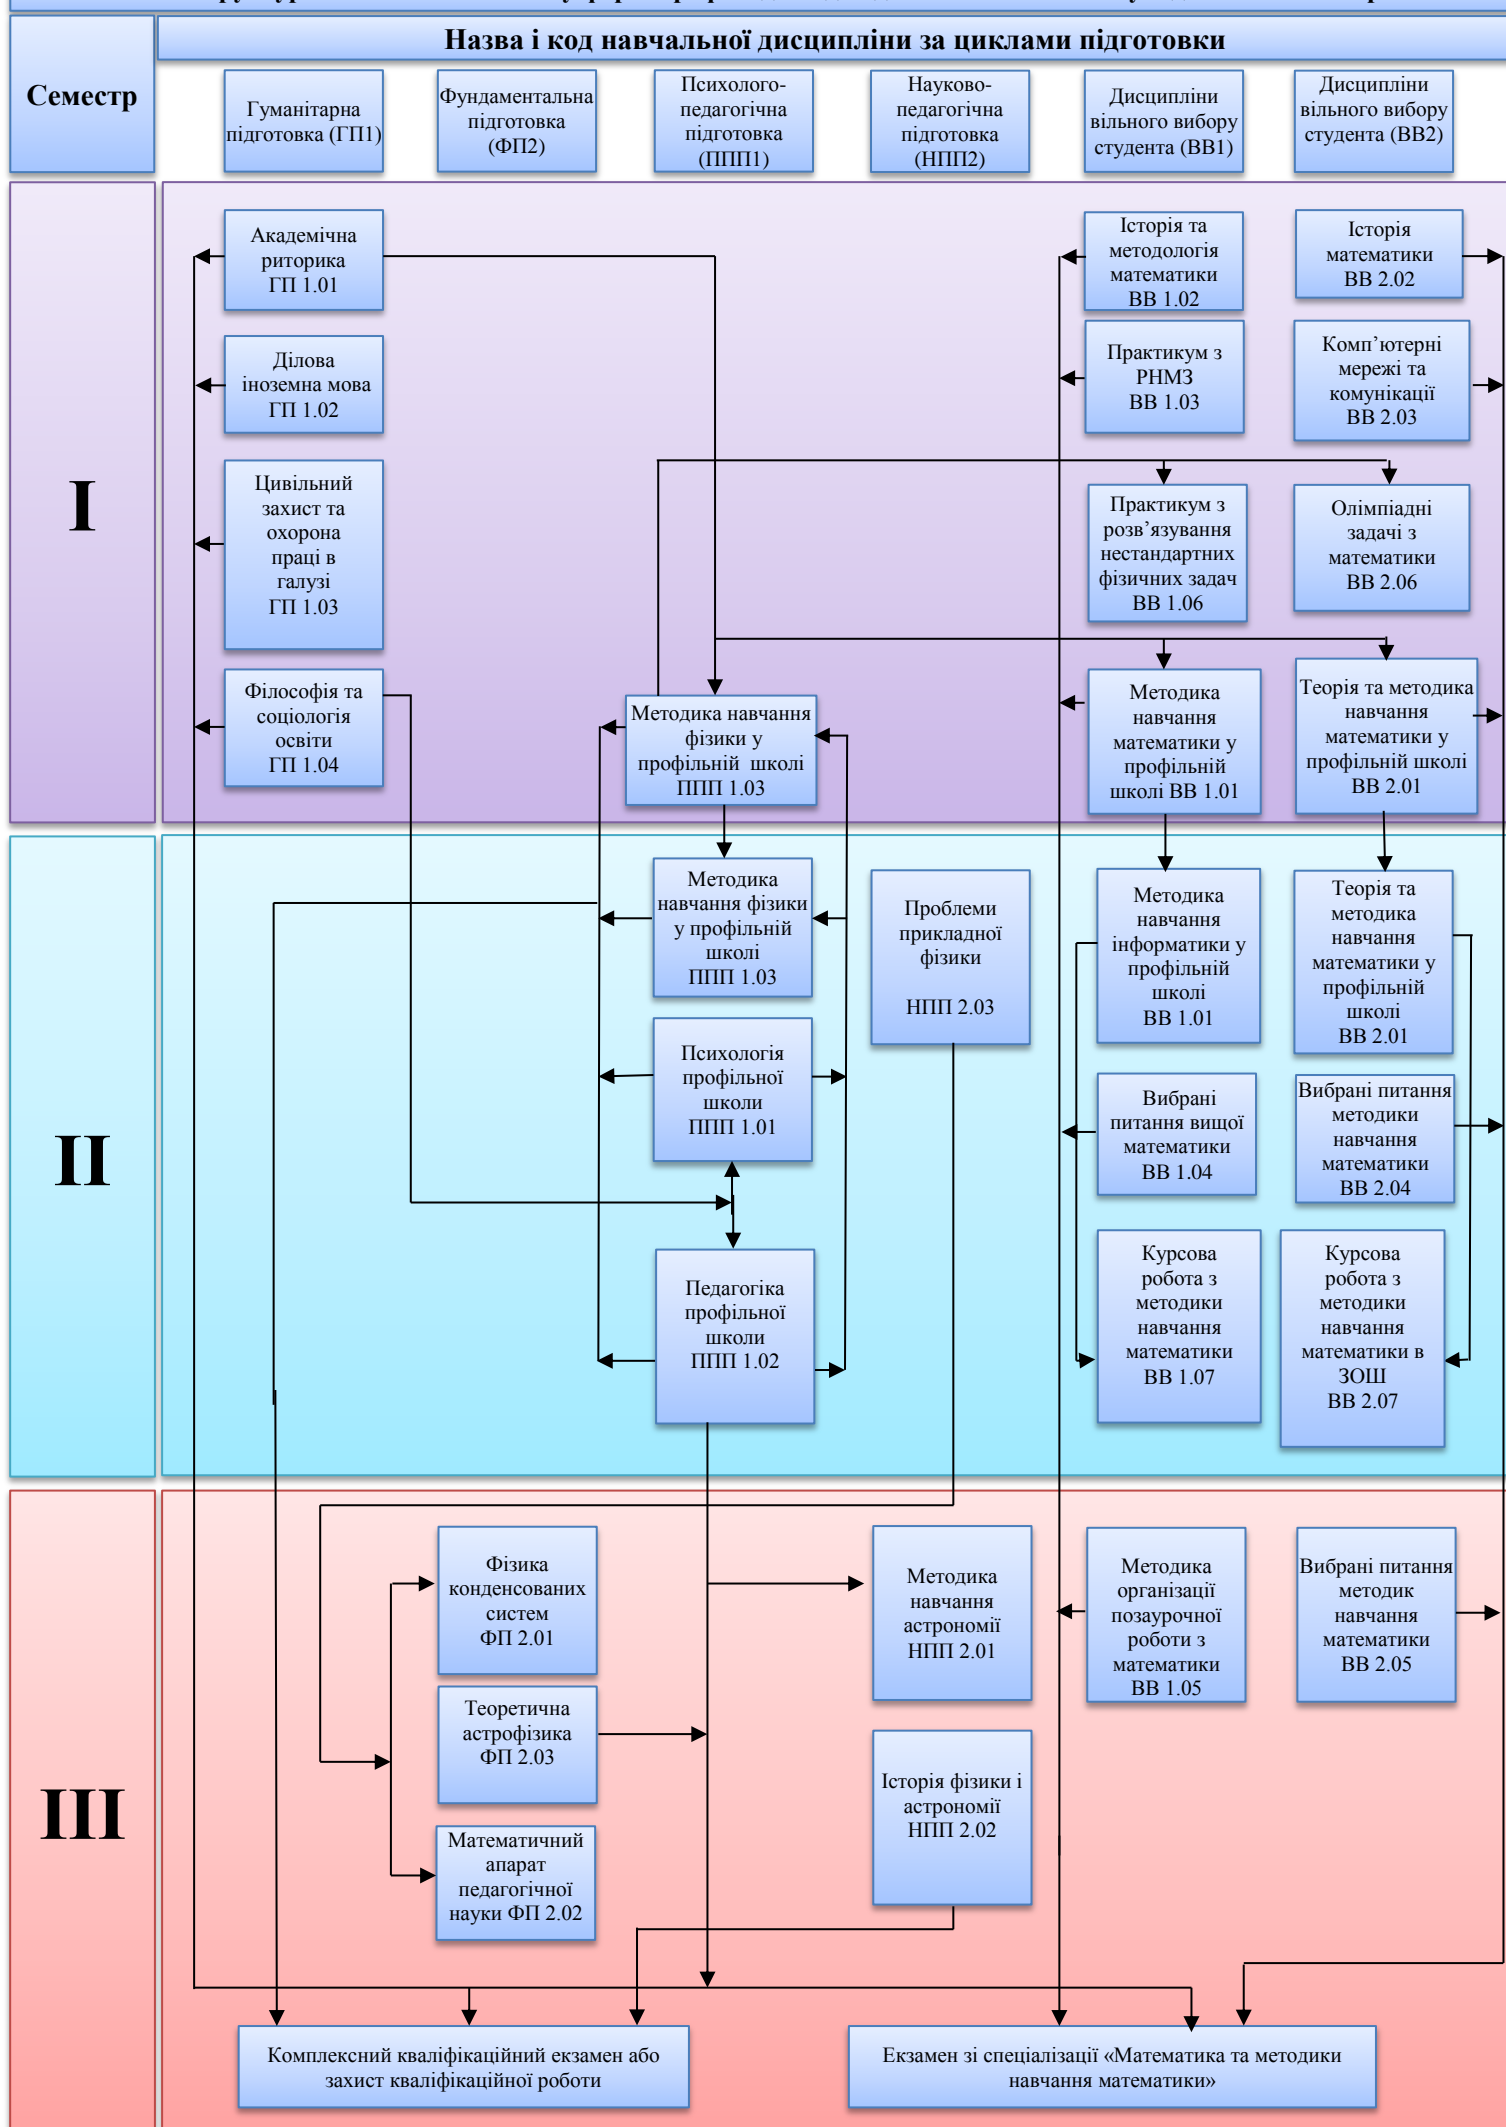 Назва і код навчальної дисципліни за циклами підготовки
Семестр
Гуманітарна
підготовка (ГП1)
Фундаментальна
підготовка
(ФП2)
Психолого-
педагогічна
підготовка
(ППП1)
Науково-
педагогічна
підготовка
(НПП2)
Дисципліни
вільного вибору
студента (ВВ1)
Дисципліни
вільного вибору
студента (ВВ2)
I
Академічна
риторика
ГП 1.01
Історія та
методологія
математики
ВВ 1.02
Історія
математики
ВВ 2.02
Ділова
іноземна мова
ГП 1.02
Практикум з
РНМЗ
ВВ 1.03
Комп’ютерні
мережі та
комунікації
ВВ 2.03
Цивільний
захист та
охорона
праці в
галузі
ГП 1.03
Практикум з
розв’язування
нестандартних
фізичних задач
ВВ 1.06
Олімпіадні
задачі з
математики
ВВ 2.06
Філософія та
соціологія
освіти
ГП 1.04
Методика навчання
фізики у
профільній школі
ППП 1.03
Методика
навчання
математики у
профільній
школі ВВ 1.01
Теорія та методика
навчання
математики у
профільній школі
ВВ 2.01
II
Методика
навчання фізики
у профільній
школі
ППП 1.03
Проблеми
прикладної
фізики
НПП 2.03
Методика
навчання
інформатики у
профільній
школі
ВВ 1.01
Теорія та
методика
навчання
математики у
профільній
школі
ВВ 2.01
Психологія
профільної
школи
ППП 1.01
Вибрані
питання вищої
математики
ВВ 1.04
Вибрані питання
методики
навчання
математики
ВВ 2.04
Педагогіка
профільної
школи
ППП 1.02
Курсова
робота з
методики
навчання
математики
ВВ 1.07
Курсова
робота з
методики
навчання
математики в
ЗОШ
ВВ 2.07
III
Фізика
конденсованих
систем
ФП 2.01
Методика
навчання
астрономії
НПП 2.01
Методика
організації
позаурочної
роботи з
математики
ВВ 1.05
Вибрані питання
методик
навчання
математики
ВВ 2.05
Теоретична
астрофізика
ФП 2.03
Історія фізики і
астрономії
НПП 2.02
Математичний
апарат
педагогічної
науки ФП 2.02
Комплексний кваліфікаційний екзамен або
захист кваліфікаційної роботи
Екзамен зі спеціалізації «Математика та методики
навчання математики»